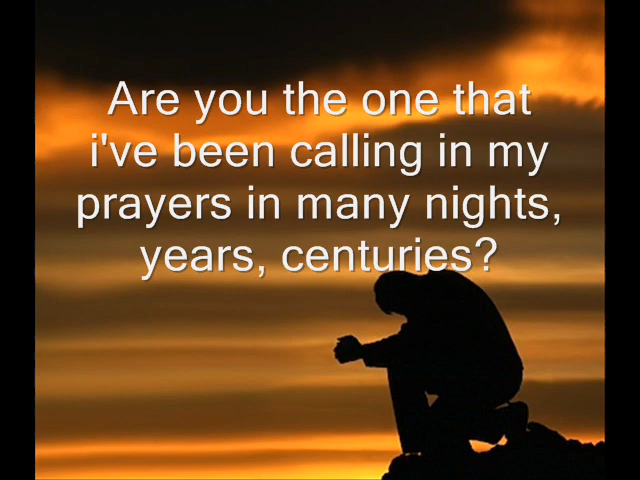 Are you the one that
i've been calling in my
prayers in many nights,
years, centuries?